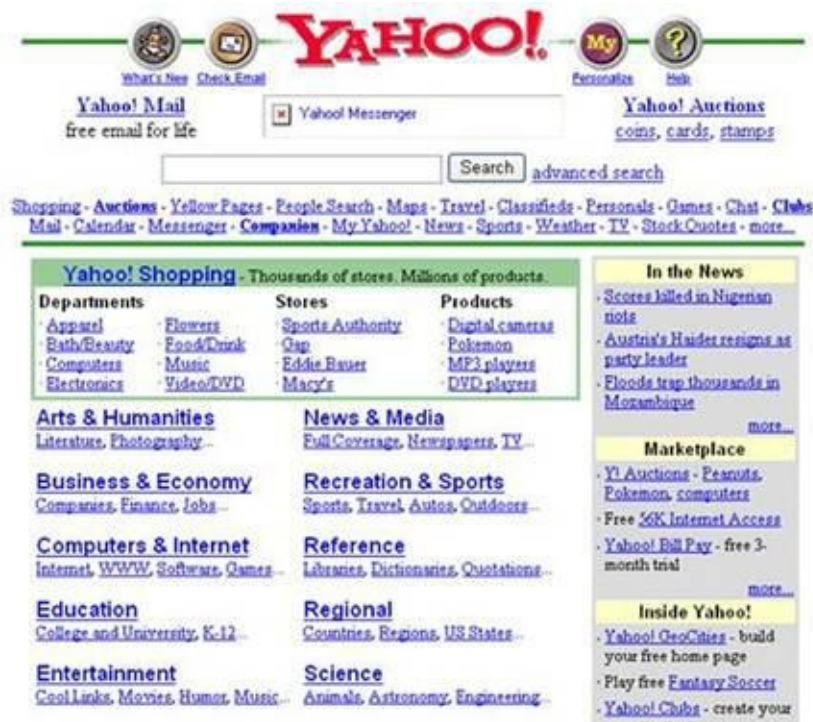 YAHOO!
My ?
What's New Check Email Personalize Help
Yahoo! Mail
free email for life
Yahoo! Messenger
Yahoo! Auctions
coins, cards, stamps
Search advanced search
Shopping - Auctions - Yellow Pages - People Search - Maps - Travel - Classifieds - Personals - Games - Chat - Clubs
Mail - Calendar - Messenger - Companion - My Yahoo! - News - Sports - Weather - TV - Stock Quotes - more...
Yahoo! Shopping - Thousands of stores. Millions of products.
Departments Stores Products
· Apparel · Flowers · Sports Authority · Digital cameras
· Bath/Beauty · Food/Drink · Gap · Pokemon
· Computers · Music · Eddie Bauer · MP3 players
· Electronics · Video/DVD · Macy's · DVD players
Arts & Humanities
Literature, Photography...
News & Media
Full Coverage, Newspapers, TV...
Business & Economy
Companies, Finance, Jobs...
Recreation & Sports
Sports, Travel, Autos, Outdoors...
Computers & Internet
Internet, WWW, Software, Games...
Reference
Libraries, Dictionaries, Quotations...
Education
College and University, K-12...
Regional
Countries, Regions, US States...
Entertainment
Cool Links, Movies, Humor, Music...
Science
Animals, Astronomy, Engineering...
In the News
· Scores killed in Nigerian
riots
· Austria's Haider resigns as
party leader
· Floods trap thousands in
Mozambique
more...
Marketplace
· Y! Auctions - Peanuts,
Pokemon, computers
· Free 56K Internet Access
· Yahoo! Bill Pay - free 3-
month trial
more...
Inside Yahoo!
· Yahoo! GeoCities - build
your free home page
· Play free Fantasy Soccer
· Yahoo! Clubs - create your